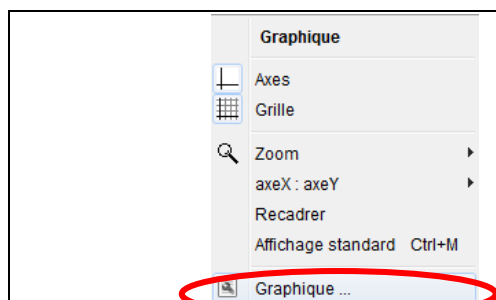 Graphique
Axes
Grille
Zoom
axeX : axeY
Recadrer
Affichage standard Ctrl+M
Graphique ...